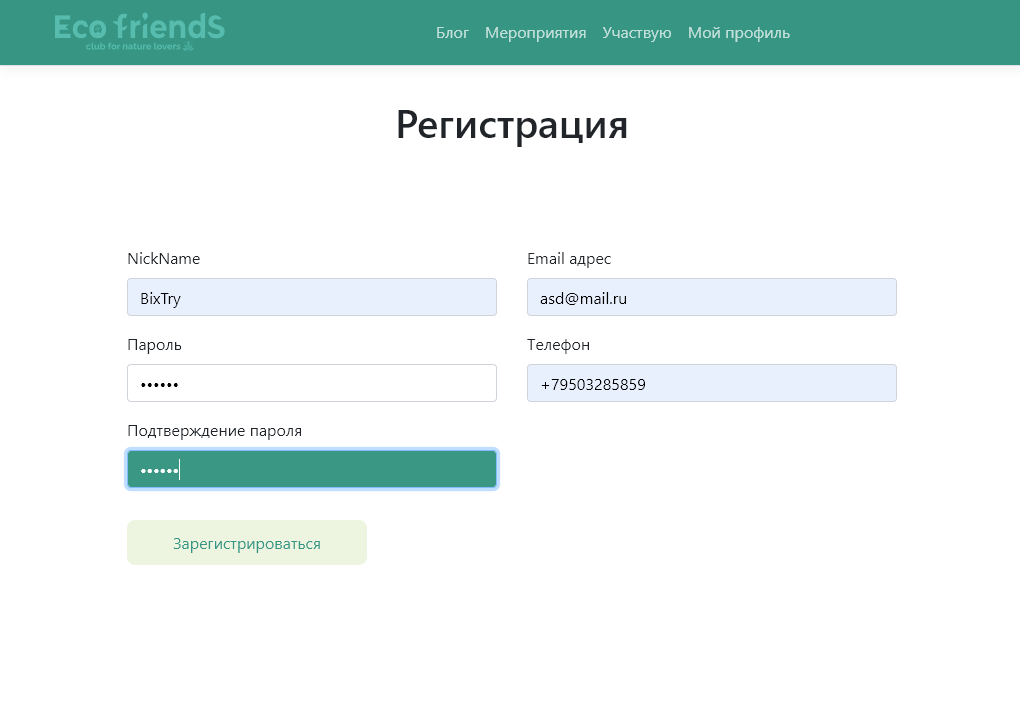 Eco friendS
club for nature lovers
Блог Мероприятия Участвую Мой профиль
Регистрация
NickName
BixTry
Email адрес
asd@mail.ru
Пароль
••••••
Телефон
+79503285859
Подтверждение пароля
••••••
Зарегистрироваться